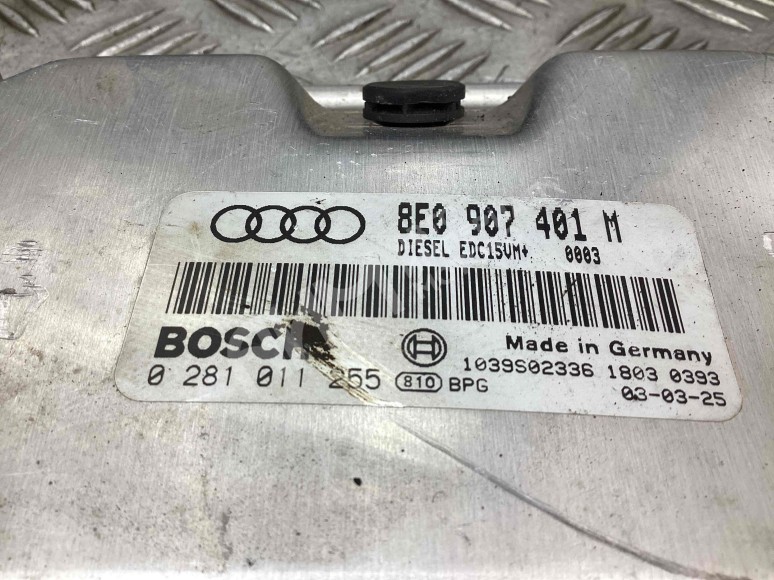 8E0 907 401 M
DIESEL EDC15VM+ 0003
BOSCH
Made in Germany
0 281 011 255 810 BPG 1039S02336 1803 0393
03-03-25